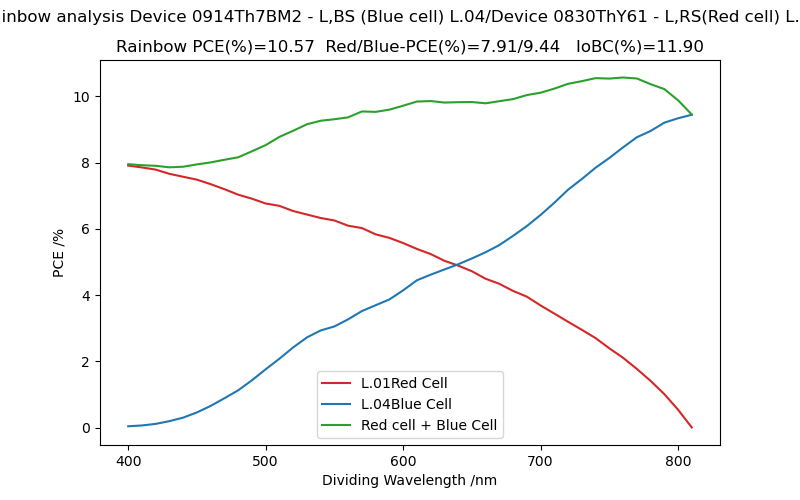 inbow analysis Device 0914Th7BM2 - L,BS (Blue cell) L.04/Device 0830ThY61 - L,RS(Red cell) L.
Rainbow PCE(%)=10.57  Red/Blue-PCE(%)=7.91/9.44   IoBC(%)=11.90
PCE /%
10
8
6
4
2
0
L.01Red Cell
L.04Blue Cell
Red cell + Blue Cell
400 500 600 700 800
Dividing Wavelength /nm